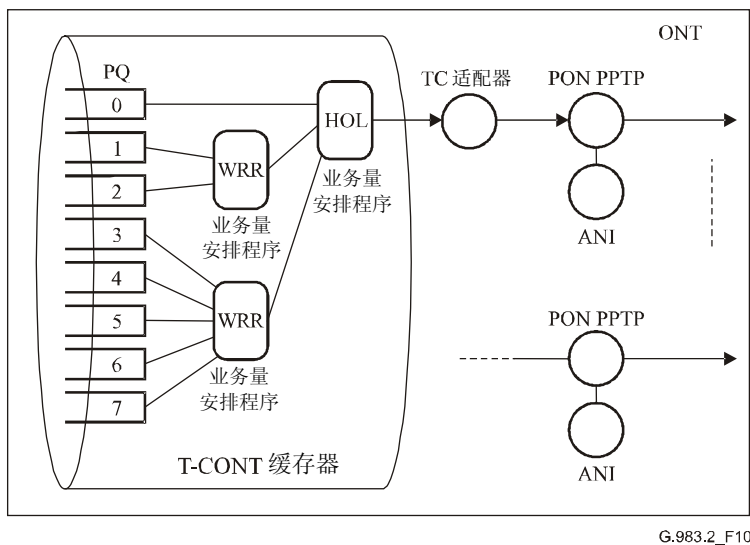 ONT
PQ
0
1
2
3
4
5
6
7
WRR
业务量
安排程序
WRR
业务量
安排程序
HOL
业务量
安排程序
T-CONT 缓存器
TC 适配器
PON PPTP
ANI
PON PPTP
ANI
G.983.2_F10